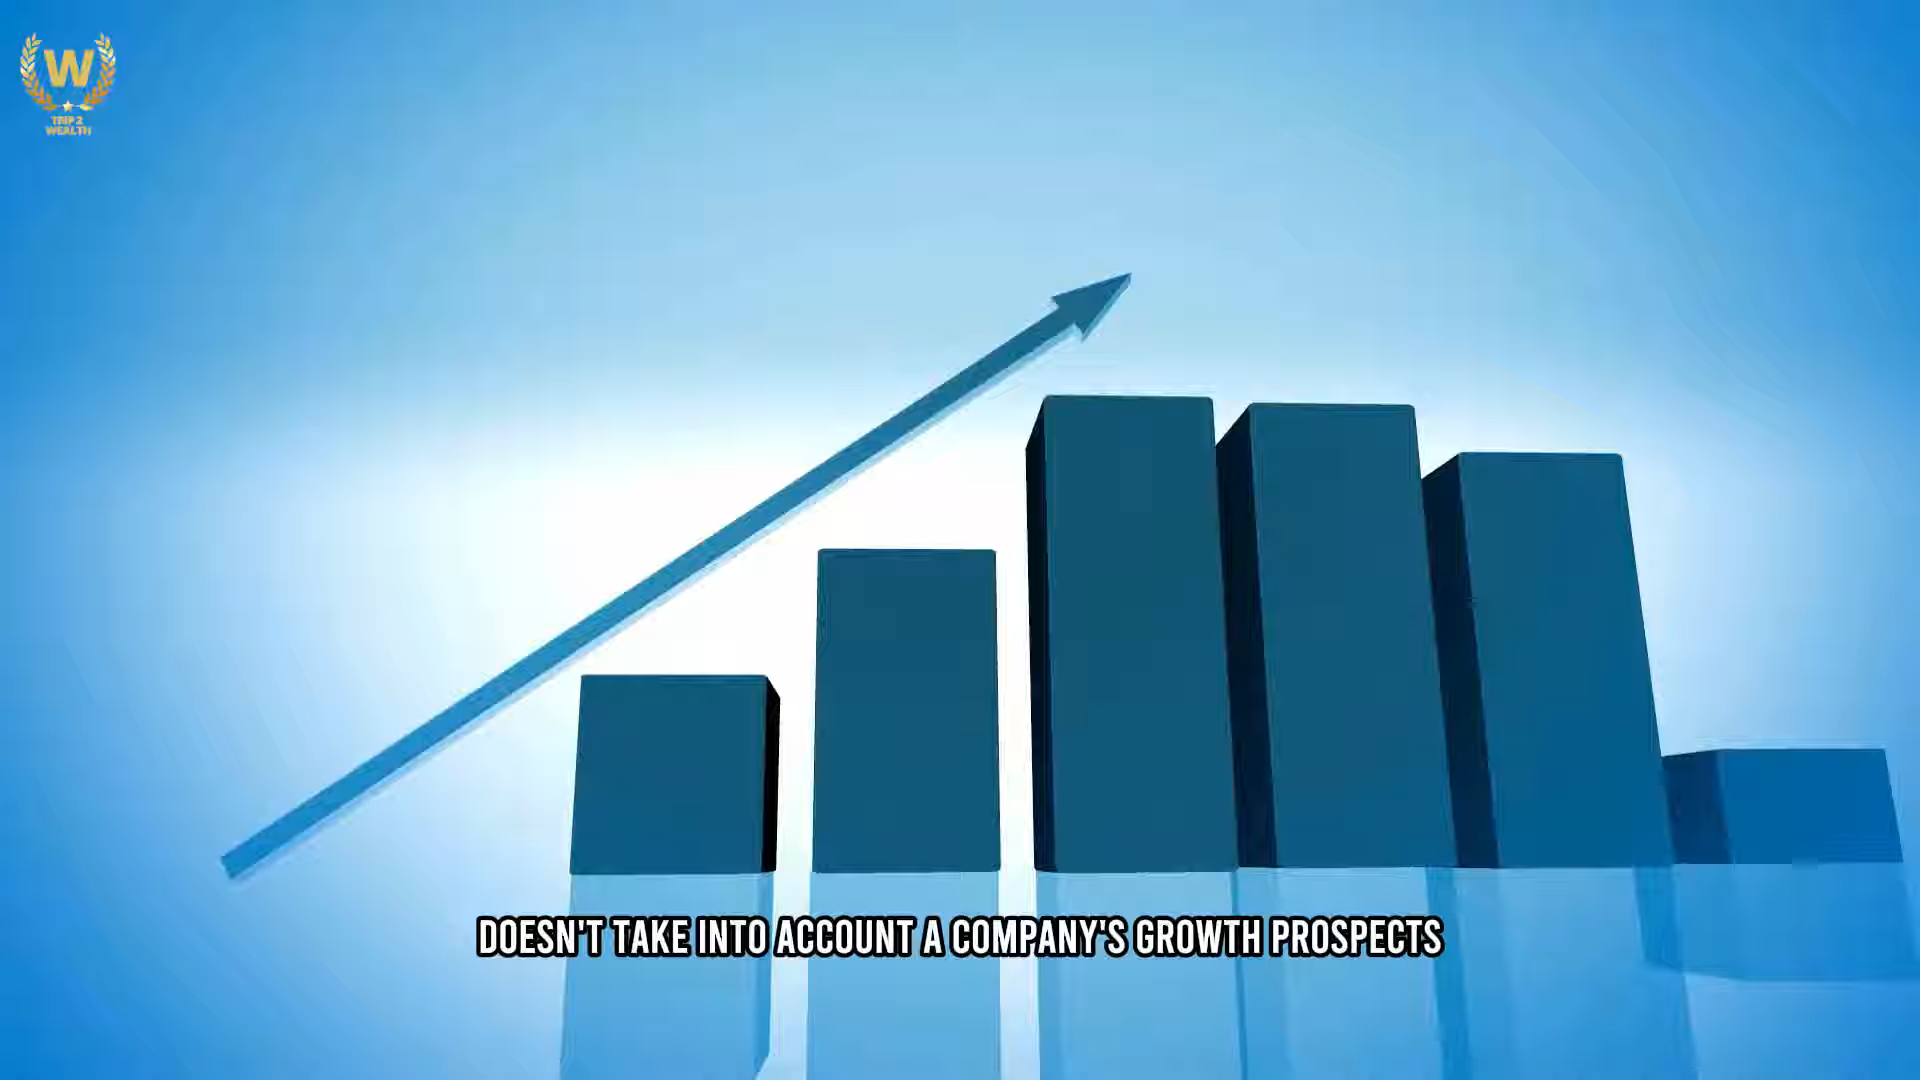 W
TRIP 2
WEALTH
DOESN'T TAKE INTO ACCOUNT A COMPANY'S GROWTH PROSPECTS